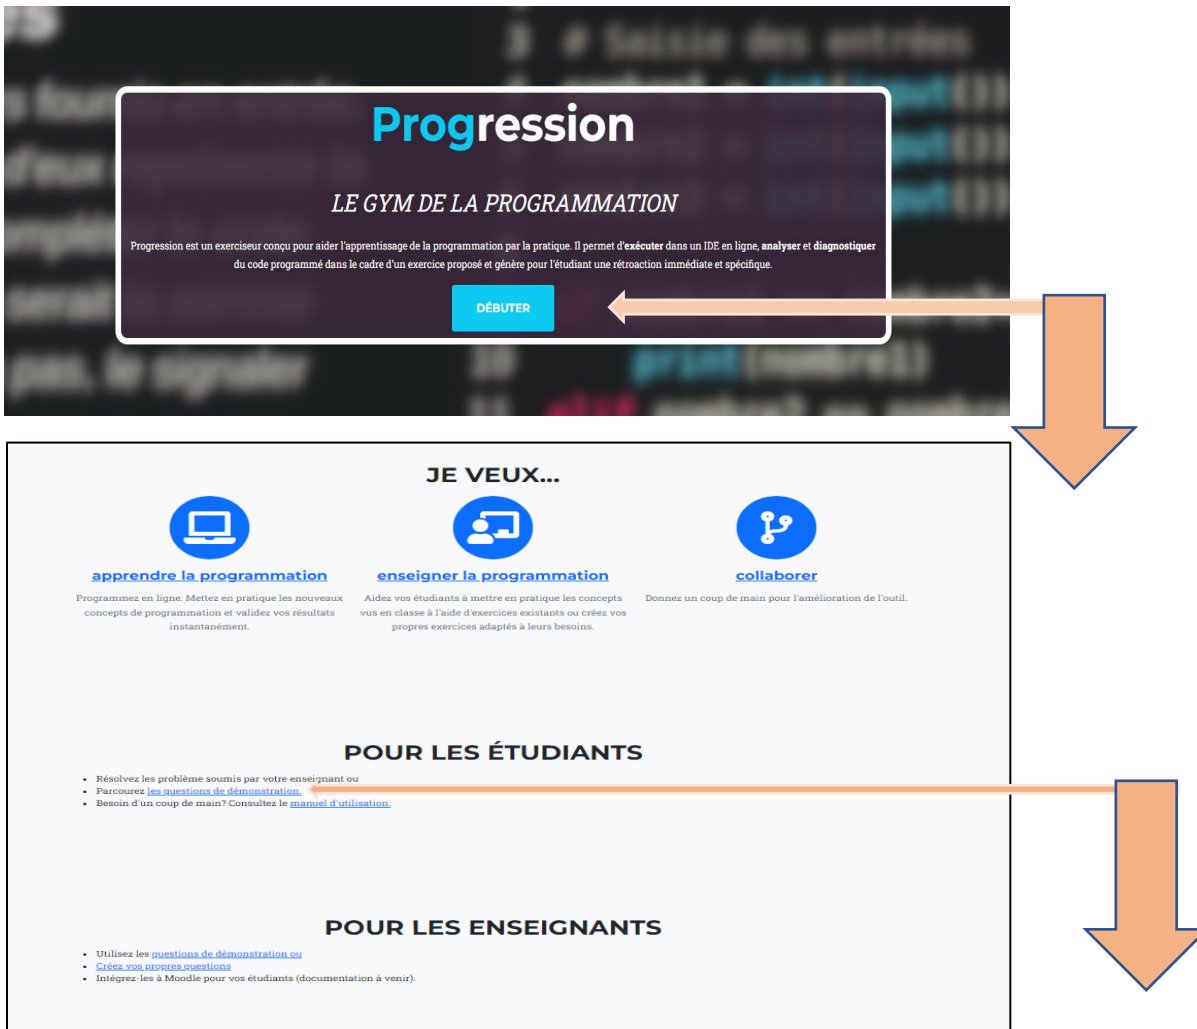 # Saisie des entrées
Progression
LE GYM DE LA PROGRAMMATION
Progression est un exerciseur conçu pour aider l'apprentissage de la programmation par la pratique. Il permet d'exécuter dans un IDE en ligne, analyser et diagnostiquer
du code programmé dans le cadre d'un exercice proposé et génère pour l'étudiant une rétroaction immédiate et spécifique.
DÉBUTER
pas, le signaler
print(nombre1)
JE VEUX...
apprendre la programmation
Programmez en ligne. Mettez en pratique les nouveaux
concepts de programmation et validez vos résultats
instantanément.
enseigner la programmation
Aidez vos étudiants à mettre en pratique les concepts
vus en classe à l'aide d'exercices existants ou créez vos
propres exercices adaptés à leurs besoins.
collaborer
Donnez un coup de main pour l'amélioration de l'outil.
POUR LES ÉTUDIANTS
• Résolvez les problème soumis par votre enseignant ou
• Parcourez les questions de démonstration.
• Besoin d'un coup de main? Consultez le manuel d'utilisation.
POUR LES ENSEIGNANTS
• Utilisez les questions de démonstration ou
• Créez vos propres questions
• Intégrez-les à Moodle pour vos étudiants (documentation à venir).